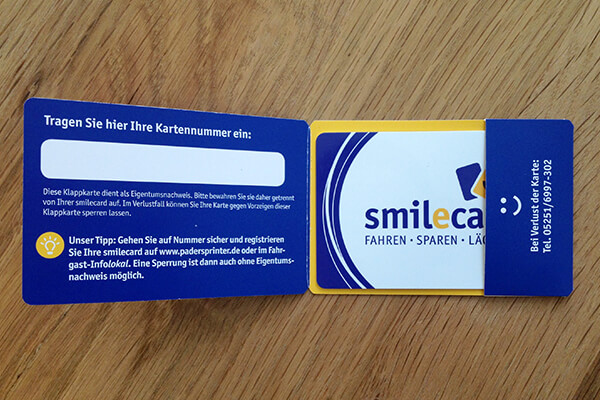 Tragen Sie hier Ihre Kartennummer ein:
Diese Klappkarte dient als Eigentumsnachweis. Bitte bewahren Sie sie daher getrennt
von Ihrer smilecard auf. Im Verlustfall können Sie Ihre Karte gegen Vorzeigen dieser
Klappkarte sperren lassen.
Unser Tipp: Gehen Sie auf Nummer sicher und registrieren
Sie Ihre smilecard auf www.padersprinter.de oder im Fahr-
gast-Infolokal. Eine Sperrung ist dann auch ohne Eigentums-
nachweis möglich.
smileca
FAHREN · SPAREN · LÄC
:)
Bei Verlust der Karte:
Tel. 05251/6997-302